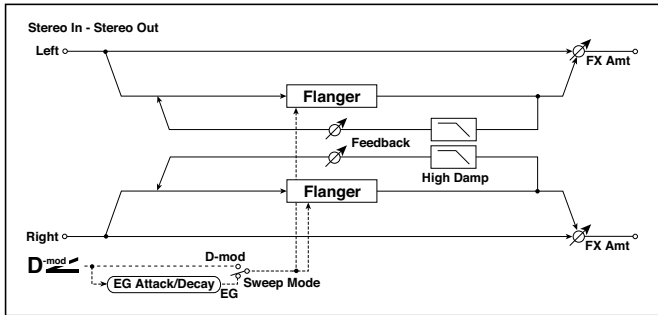 Stereo In - Stereo Out
Left
FX Amt
Flanger
Feedback
High Damp
Flanger
Right
FX Amt
D-mod
D-mod
EG Attack/Decay
EG
Sweep Mode